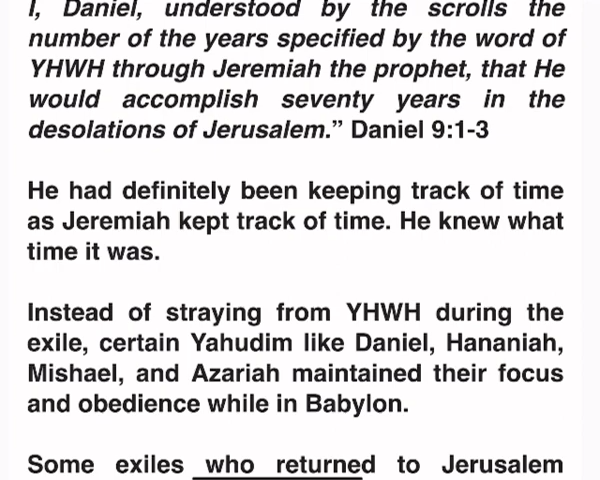 I, Daniel, understood by the scrolls the
number of the years specified by the word of
YHWH through Jeremiah the prophet, that He
would accomplish seventy years in the
desolations of Jerusalem.” Daniel 9:1-3
He had definitely been keeping track of time
as Jeremiah kept track of time. He knew what
time it was.
Instead of straying from YHWH during the
exile, certain Yahudim like Daniel, Hananiah,
Mishael, and Azariah maintained their focus
and obedience while in Babylon.
Some exiles who returned to Jerusalem